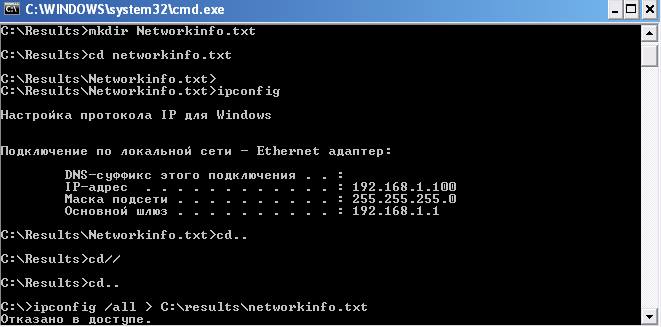 C:\WINDOWS\system32\cmd.exe
C:\Results>mkdir Networkinfo.txt
C:\Results>cd networkinfo.txt
C:\Results\Networkinfo.txt>
C:\Results\Networkinfo.txt>ipconfig
Настройка протокола IP для Windows
Подключение по локальной сети - Ethernet адаптер:
DNS-суффикс этого подключения . . :
IP-адрес . . . . . . . . . . . . : 192.168.1.100
Маска подсети . . . . . . . . . . : 255.255.255.0
Основной шлюз . . . . . . . . . . : 192.168.1.1
C:\Results\Networkinfo.txt>cd..
C:\Results>cd//
C:\Results>cd..
C:\>ipconfig /all > C:\results\networkinfo.txt
Отказано в доступе.